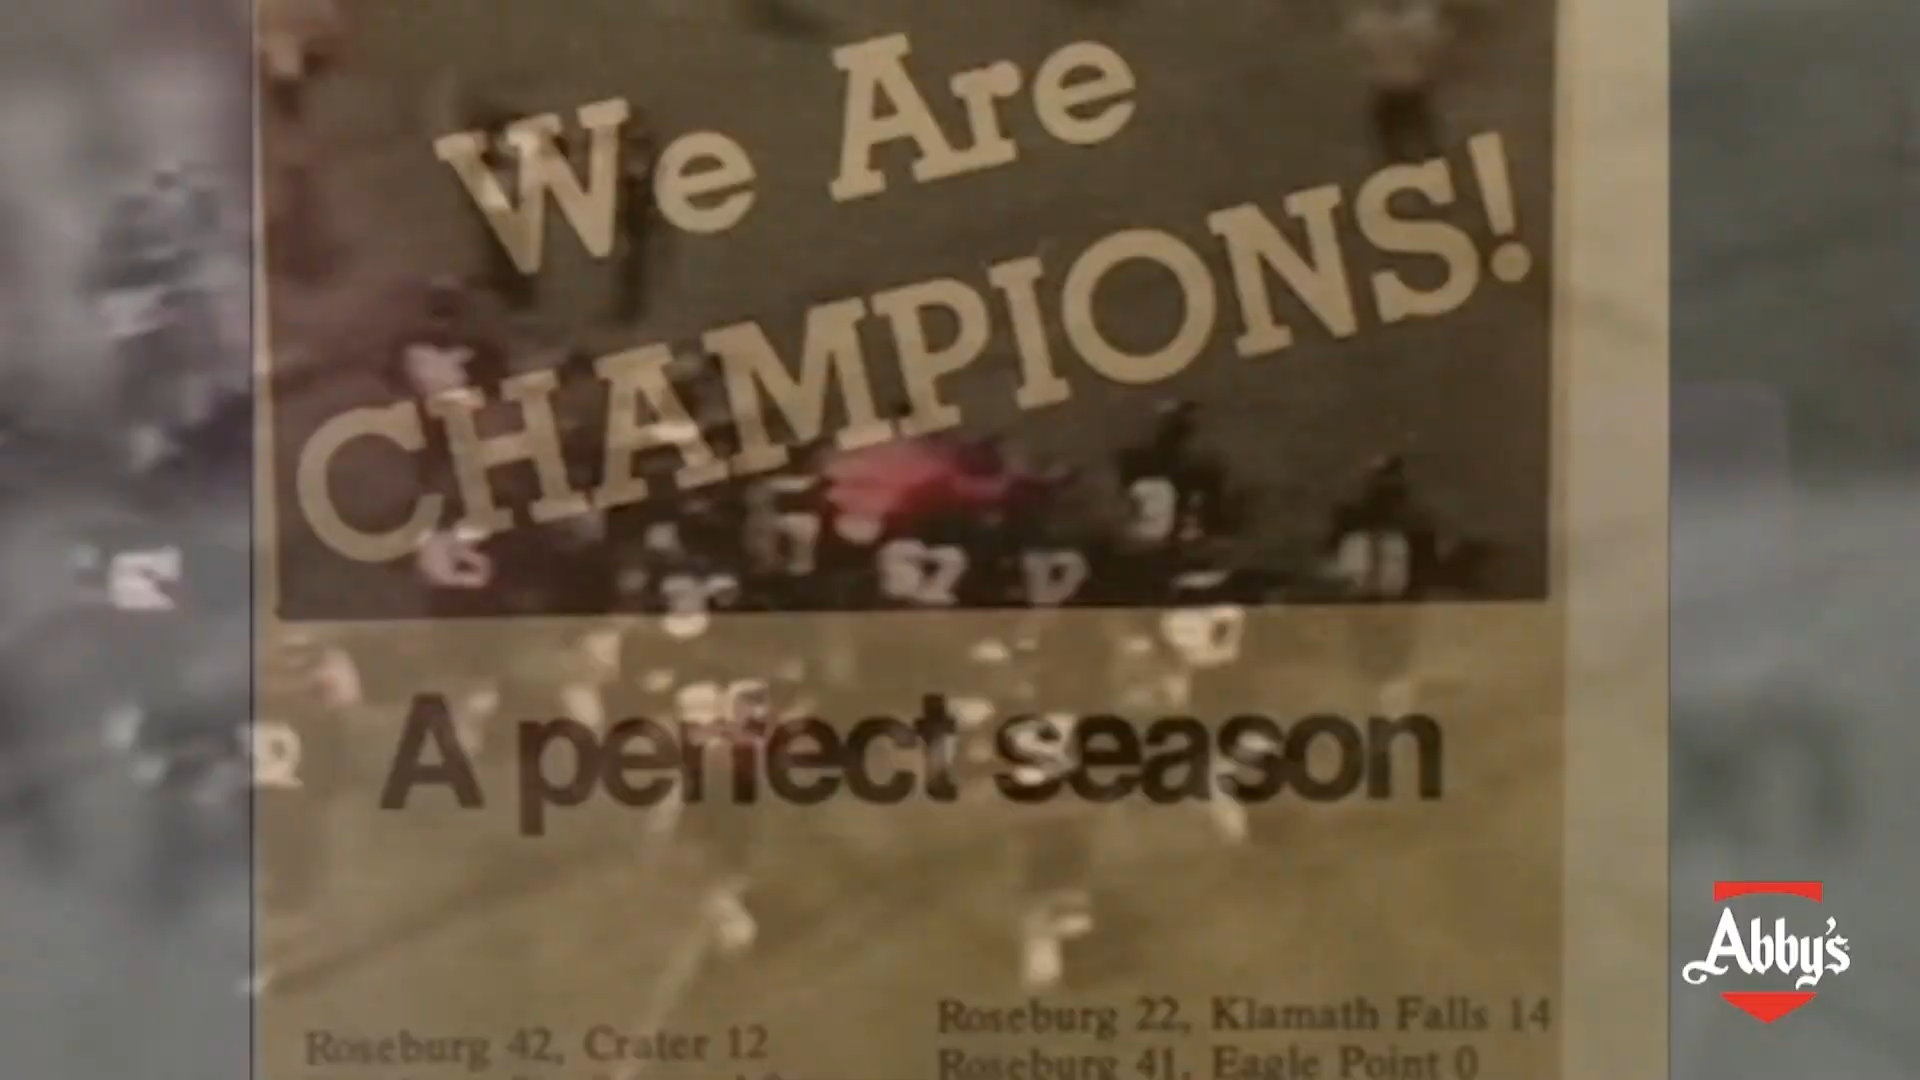 We Are
CHAMPIONS!
A perfect season
Roseburg 42, Crater 12
Roseburg 22, Klamath Falls 14
Roseburg 41, Eagle Point 0
Abby's